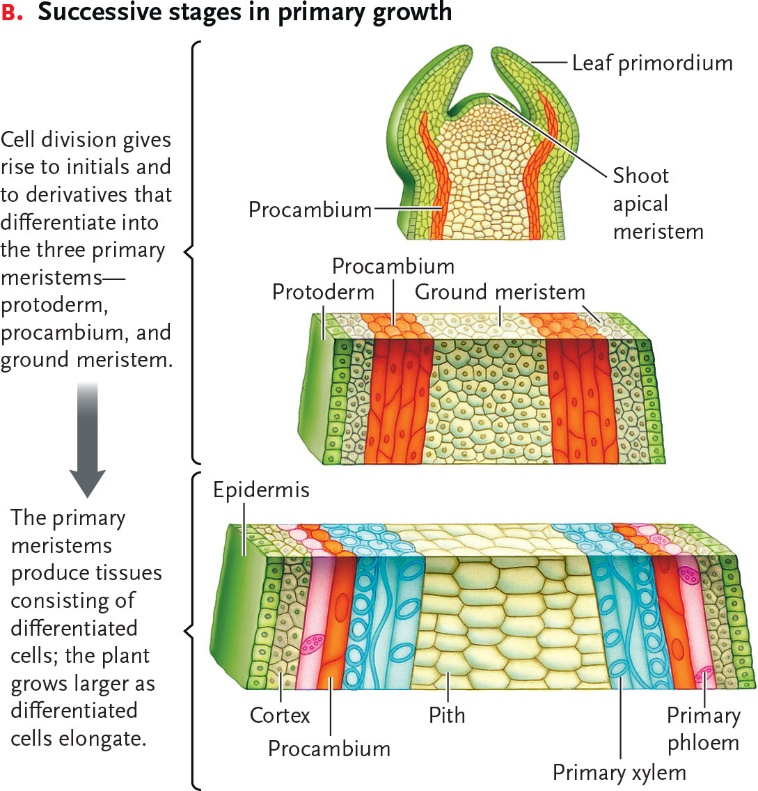 B. Successive stages in primary growth
Cell division gives
rise to initials and
to derivatives that
differentiate into
the three primary
meristems—
protoderm,
procambium, and
ground meristem.
Leaf primordium
Shoot
apical
meristem
Procambium
Procambium
Protoderm
Ground meristem
The primary
meristems
produce tissues
consisting of
differentiated
cells; the plant
grows larger as
differentiated
cells elongate.
Epidermis
Cortex
Procambium
Pith
Primary xylem
Primary
phloem